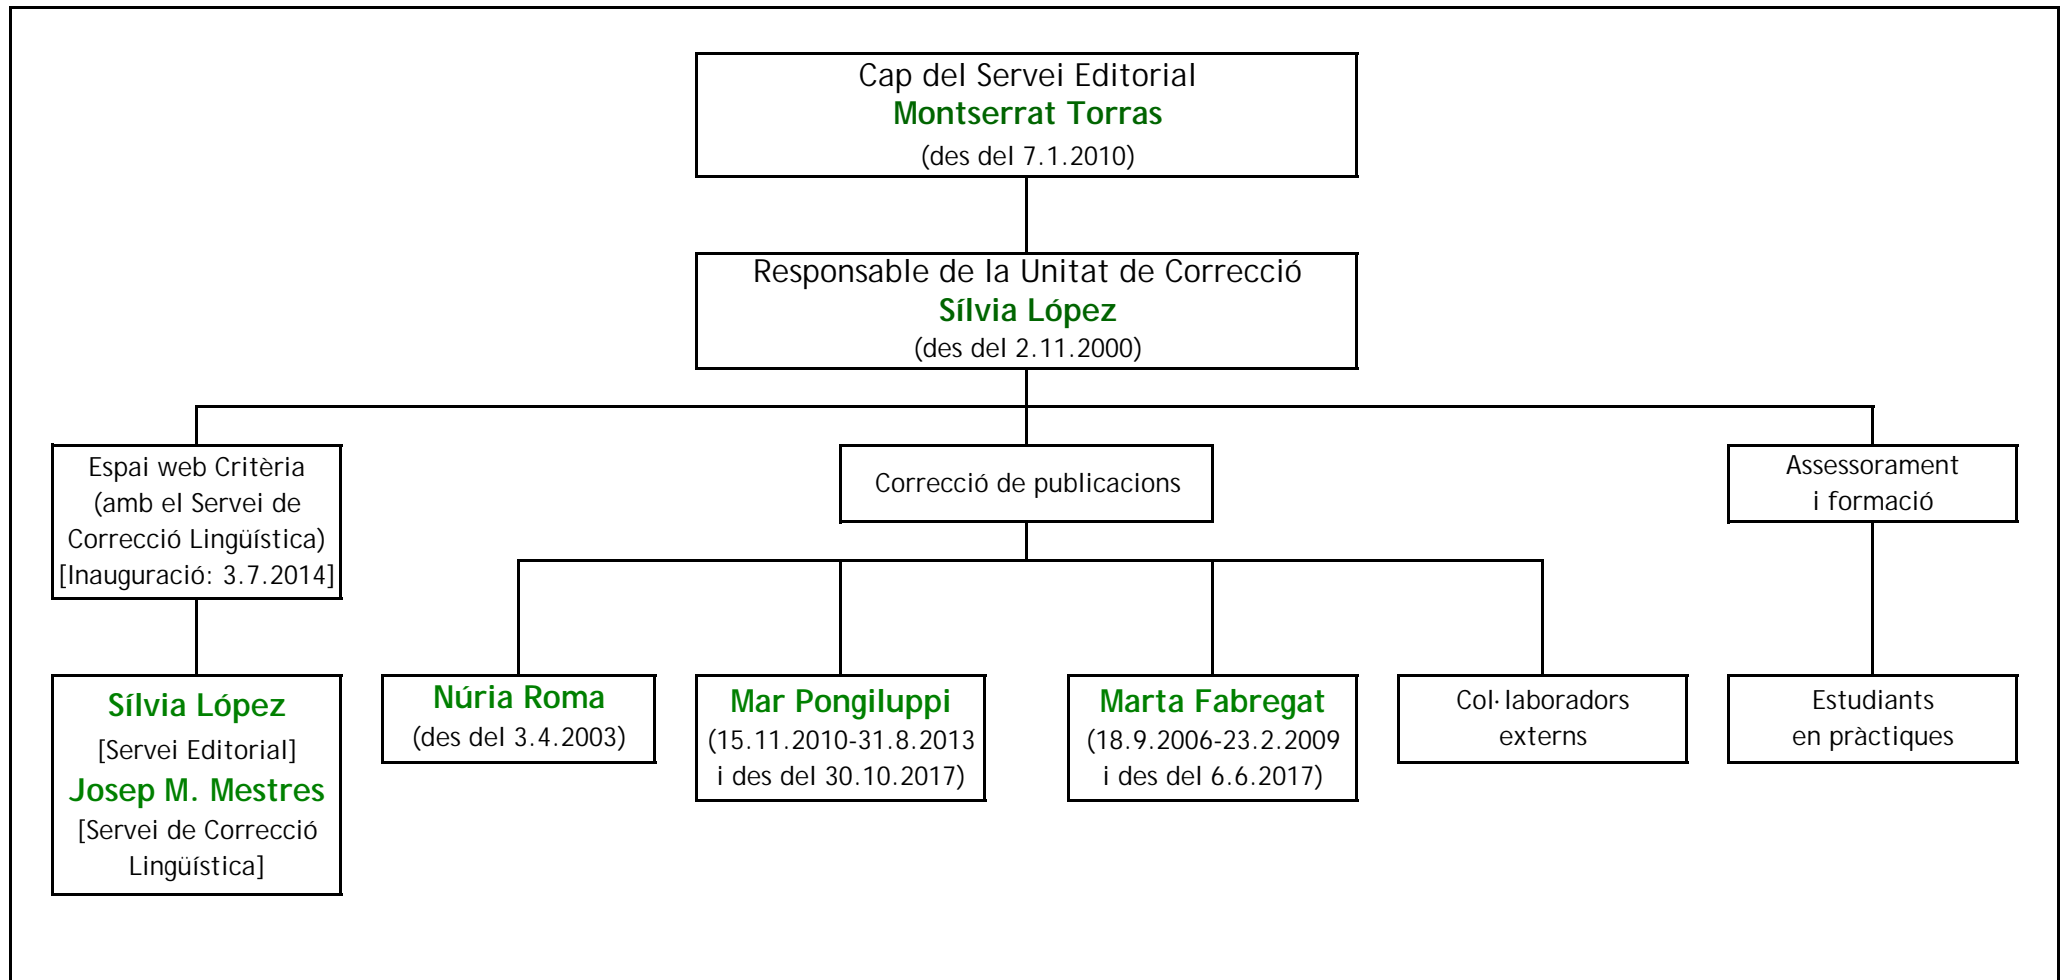 Cap del Servei Editorial
Montserrat Torras
(des del 7.1.2010)
Responsable de la Unitat de Correcció
Sílvia López
(des del 2.11.2000)
Espai web Critèria
(amb el Servei de
Correcció Lingüística)
[Inauguració: 3.7.2014]
Correcció de publicacions
Assessorament
i formació
Sílvia López
[Servei Editorial]
Josep M. Mestres
[Servei de Correcció
Lingüística]
Núria Roma
(des del 3.4.2003)
Mar Pongiluppi
(15.11.2010-31.8.2013
i des del 30.10.2017)
Marta Fabregat
(18.9.2006-23.2.2009
i des del 6.6.2017)
Col·laboradors
externs
Estudiants
en pràctiques